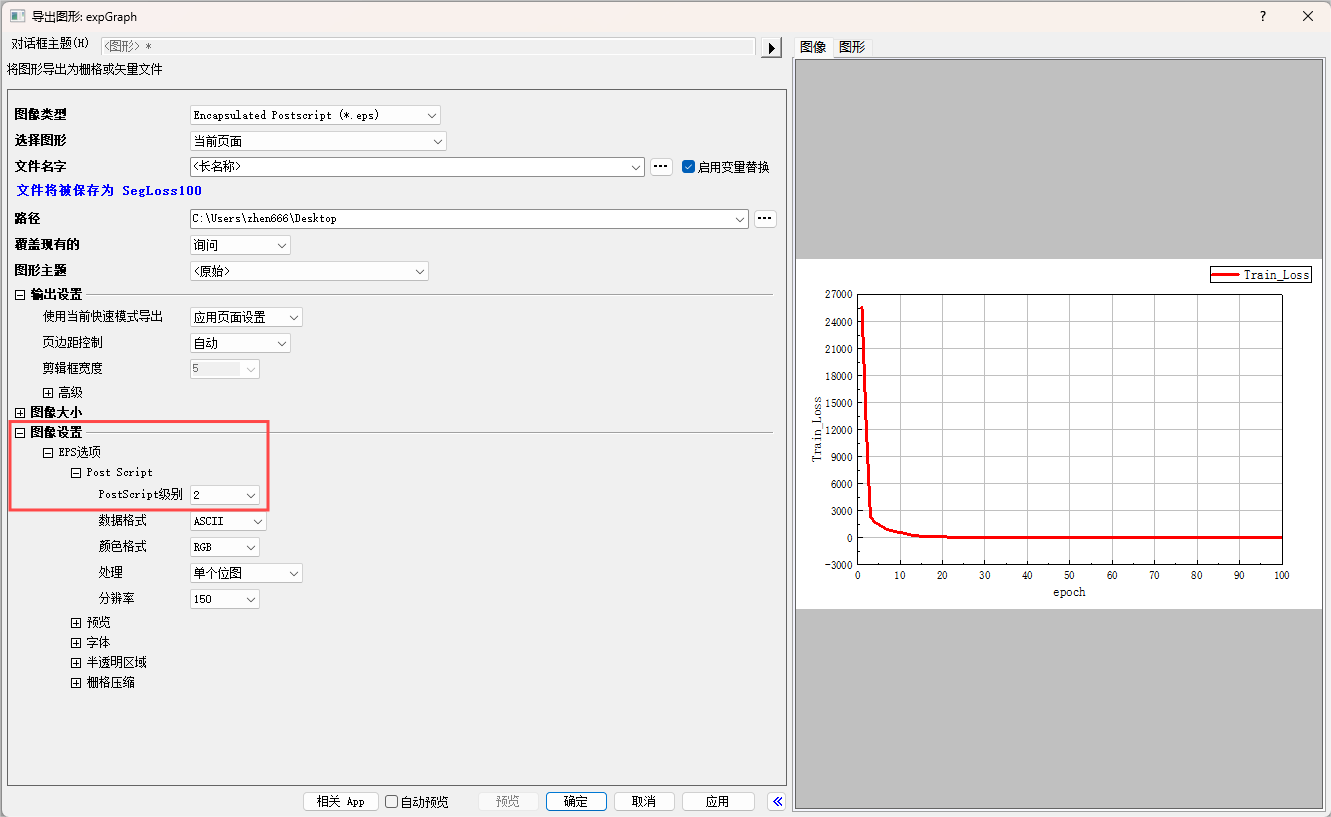 导出图形: expGraph
?
对话框主题(H) <图形> *
将图形导出为栅格或矢量文件
图像类型 Encapsulated Postscript (*.eps)
选择图形 当前页面
文件名字 <长名称> ... 启用变量替换
文件将被保存为 SegLoss100
路径 C:\Users\zhen666\Desktop ...
覆盖现有的 询问
图形主题 <原始>
输出设置
使用当前快速模式导出 应用页面设置
页边距控制 自动
剪辑框宽度 5
高级
图像大小
图像设置
EPS选项
Post Script
PostScript级别 2
数据格式 ASCII
颜色格式 RGB
处理 单个位图
分辨率 150
预览
字体
半透明区域
栅格压缩
相关 App 自动预览 预览 确定 取消 应用 «
图像 图形
Train_Loss
27000
24000
21000
18000
15000
12000
9000
6000
3000
0
-3000
Train_Loss
0 10 20 30 40 50 60 70 80 90 100
epoch